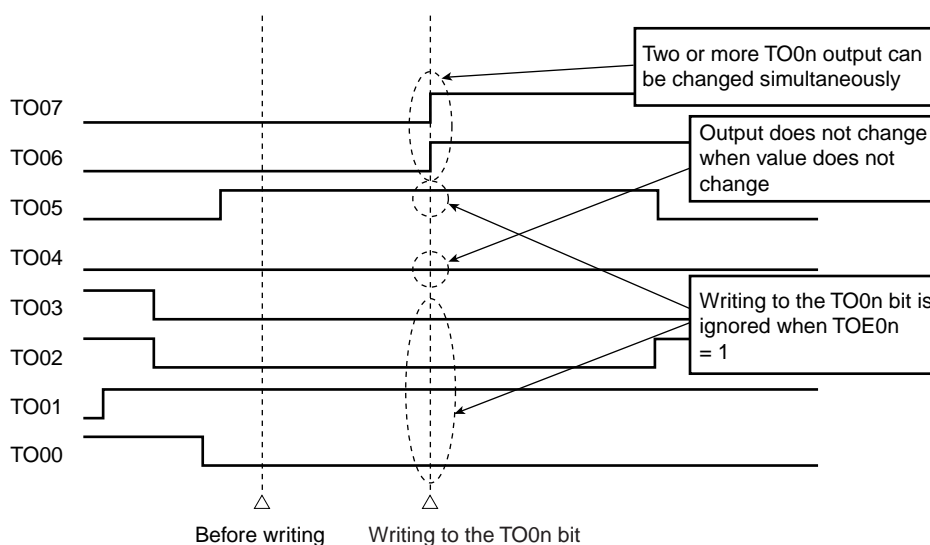 Two or more TO0n output can
be changed simultaneously
TO07
Output does not change
when value does not
change
TO06
TO05
TO04
Writing to the TO0n bit is
ignored when TOE0n
= 1
TO03
TO02
TO01
TO00
Before writing
Writing to the TO0n bit